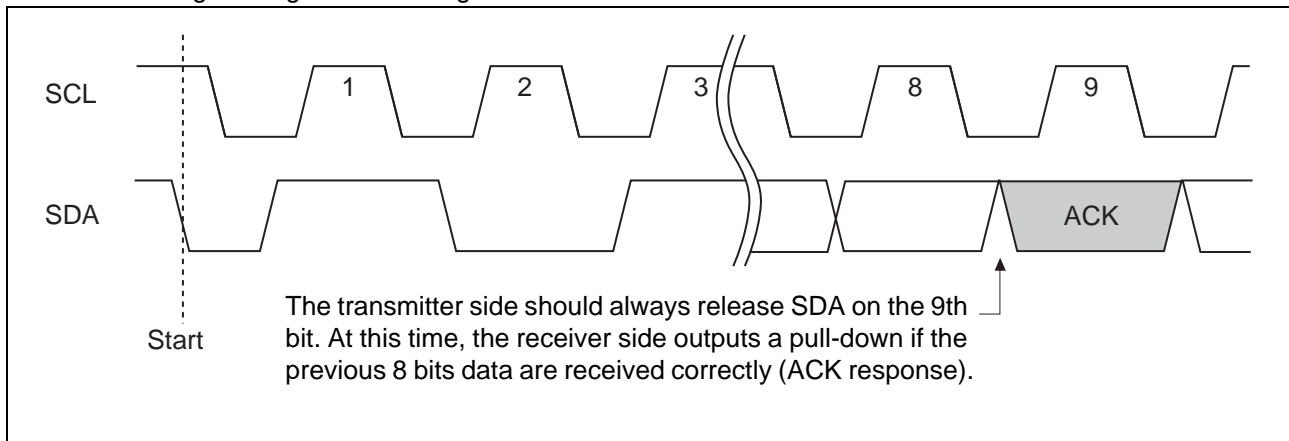 SCL
1
2
3
8
9
SDA
ACK
Start
The transmitter side should always release SDA on the 9th
bit. At this time, the receiver side outputs a pull-down if the
previous 8 bits data are received correctly (ACK response).